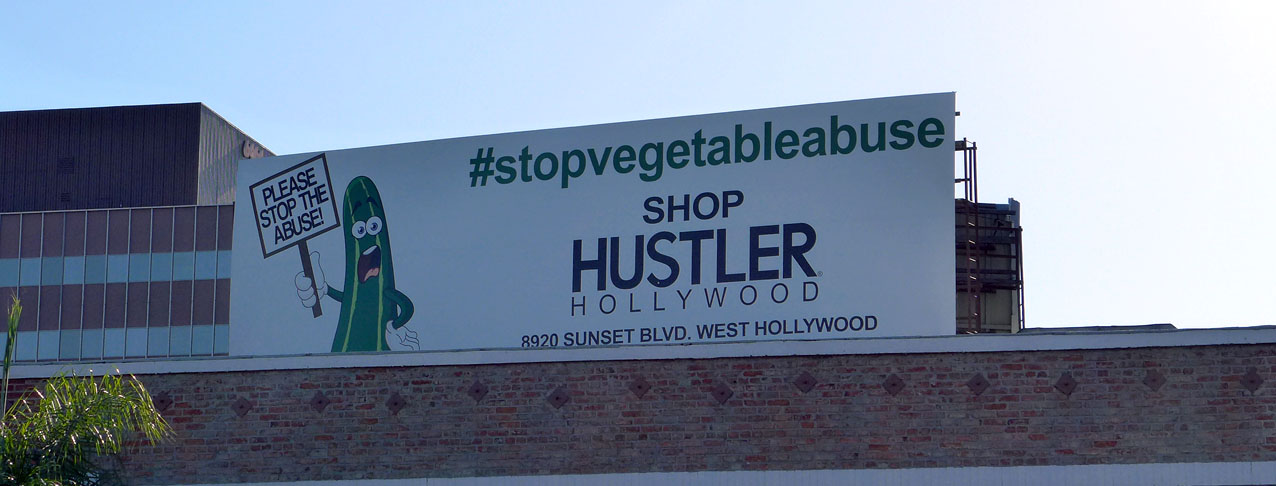 PLEASE
STOP THE
ABUSE!
#stopvegetableabuse
SHOP
HUSTLER®
HOLLYWOOD
8920 SUNSET BLVD. WEST HOLLYWOOD